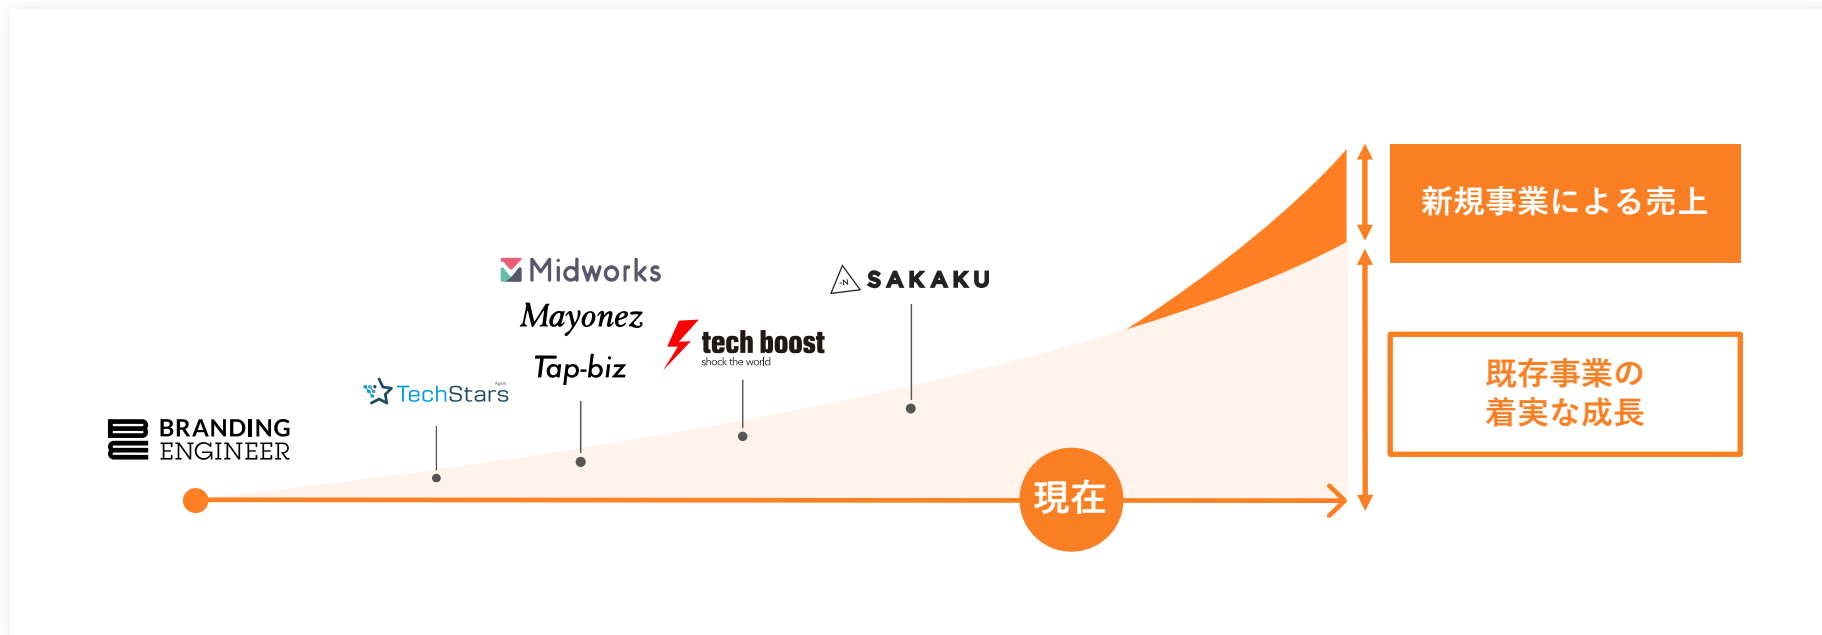 BRANDING
ENGINEER
TechStars
Agent
Midworks
Mayonez
Tap-biz
tech boost
shock the world
-N
SAKAKU
現在
新規事業による売上
既存事業の
着実な成長